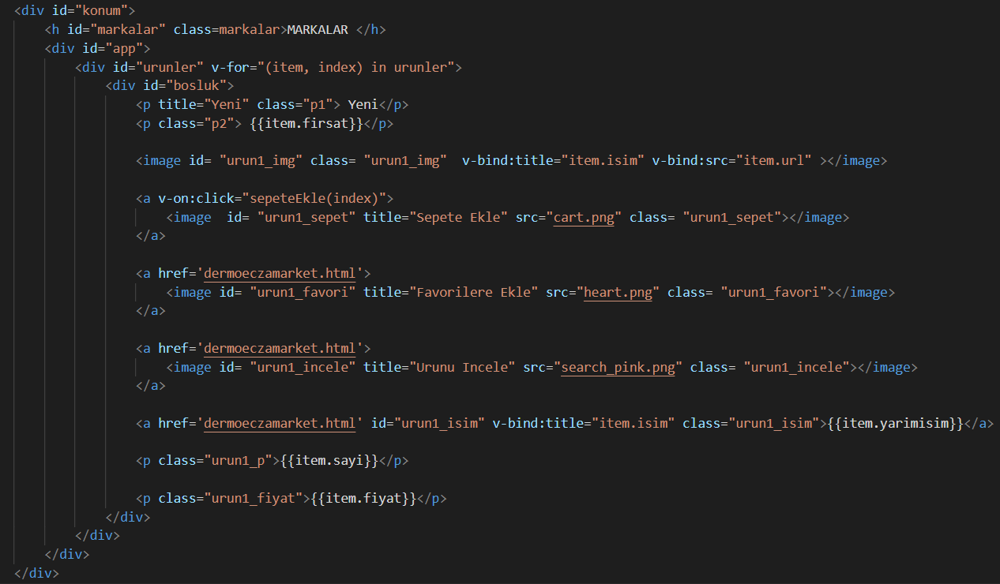 <div id="konum">
<h id="markalar" class=markalar>MARKALAR </h>
<div id="app">
<div id="urunler" v-for="(item, index) in urunler">
<div id="bosluk">
<p title="Yeni" class="p1"> Yeni</p>
<p class="p2"> {{item.firsat}}</p>
<image id= "urun1_img" class= "urun1_img"  v-bind:title="item.isim" v-bind:src="item.url" ></image>
<a v-on:click="sepeteEkle(index)">
<image  id= "urun1_sepet" title="Sepete Ekle" src="cart.png" class= "urun1_sepet"></image>
</a>
<a href='dermoeczamarket.html'>
<image id= "urun1_favori" title="Favorilere Ekle" src="heart.png" class= "urun1_favori"></image>
</a>
<a href='dermoeczamarket.html'>
<image id= "urun1_incele" title="Urunu Incele" src="search_pink.png" class= "urun1_incele"></image>
</a>
<a href='dermoeczamarket.html' id="urun1_isim" v-bind:title="item.isim" class="urun1_isim">{{item.yarimisim}}</a>
<p class="urun1_p">{{item.sayi}}</p>
<p class="urun1_fiyat">{{item.fiyat}}</p>
</div>
</div>
</div>
</div>